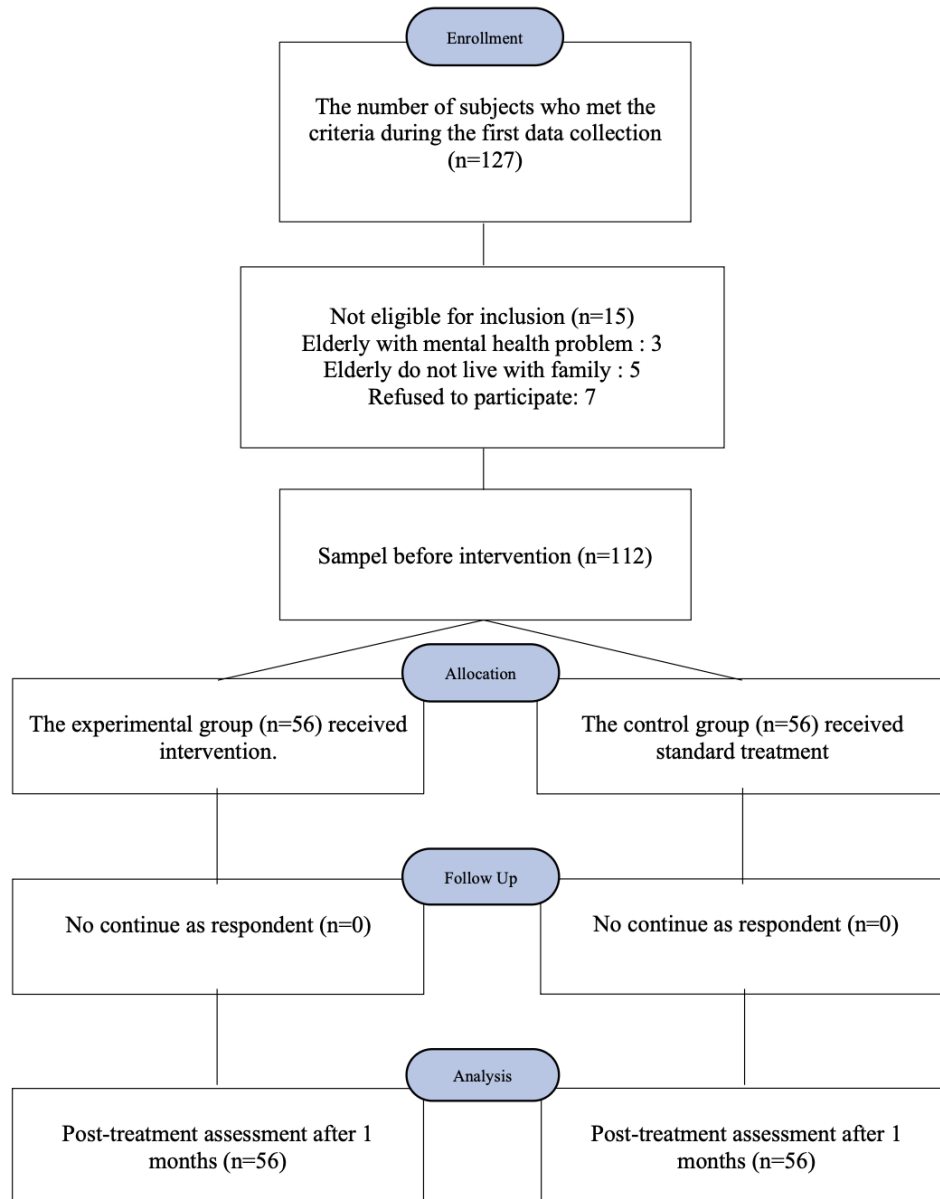 Enrollment
The number of subjects who met the
criteria during the first data collection
(n=127)
Not eligible for inclusion (n=15)
Elderly with mental health problem : 3
Elderly do not live with family : 5
Refused to participate: 7
Sampel before intervention (n=112)
Allocation
The experimental group (n=56) received
intervention.
The control group (n=56) received
standard treatment
Follow Up
No continue as respondent (n=0)
No continue as respondent (n=0)
Analysis
Post-treatment assessment after 1
months (n=56)
Post-treatment assessment after 1
months (n=56)